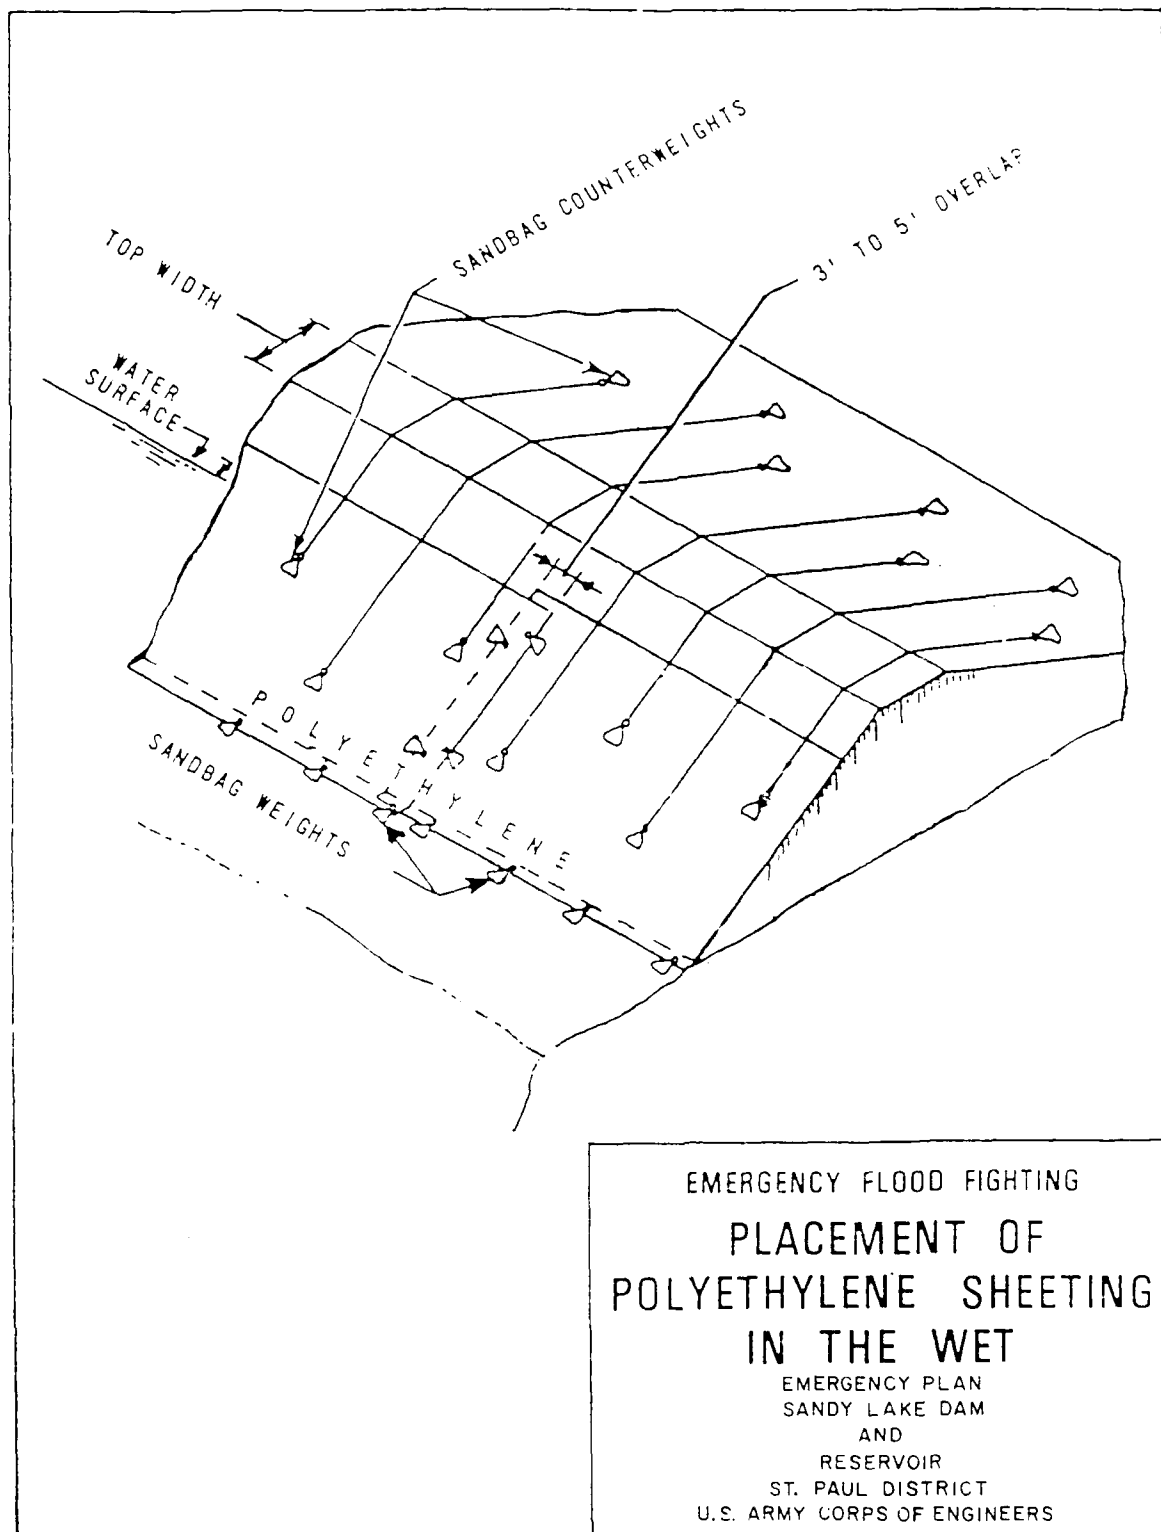 SANDBAG COUNTERWEIGHTS
3' TO 5' OVERLAP
TOP WIDTH
WATER
SURFACE
POLYETHYLENE
SANDBAG WEIGHTS
EMERGENCY FLOOD FIGHTING
PLACEMENT OF
POLYETHYLENE SHEETING
IN THE WET
EMERGENCY PLAN
SANDY LAKE DAM
AND
RESERVOIR
ST. PAUL DISTRICT
U.S. ARMY CORPS OF ENGINEERS